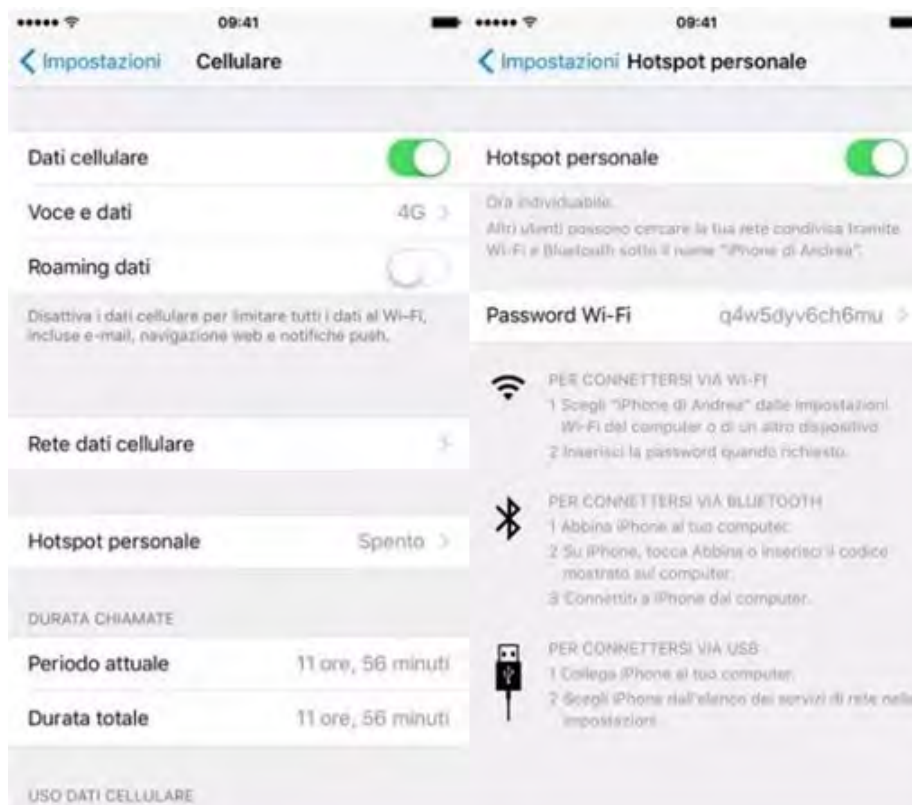 09:41
Impostazioni Cellulare
Dati cellulare
Voce e dati 4G
Roaming dati
Disattiva i dati cellulare per limitare tutti i dati al Wi-Fi,
incluse e-mail, navigazione web e notifiche push.
Rete dati cellulare
Hotspot personale Spento
DURATA CHIAMATE
Periodo attuale 11 ore, 56 minuti
Durata totale 11 ore, 56 minuti
USO DATI CELLULARE
09:41
Impostazioni Hotspot personale
Hotspot personale
Ora individuabile.
Altri utenti possono cercare la tua rete condivisa tramite
Wi-Fi e Bluetooth sotto il nome "iPhone di Andrea".
Password Wi-Fi q4w5dyv6ch6mu
PER CONNETTERSI VIA WI-FI
1 Scegli "iPhone di Andrea" dalle impostazioni
Wi-Fi del computer o di un altro dispositivo
2 Inserisci la password quando richiesto.
PER CONNETTERSI VIA BLUETOOTH
1 Abbina iPhone al tuo computer.
2 Su iPhone, tocca Abbina o inserisci il codice
mostrato sul computer.
3 Connettiti a iPhone dal computer.
PER CONNETTERSI VIA USB
1 Collega iPhone al tuo computer.
2 Scegli iPhone dall'elenco dei servizi di rete nelle
impostazioni.